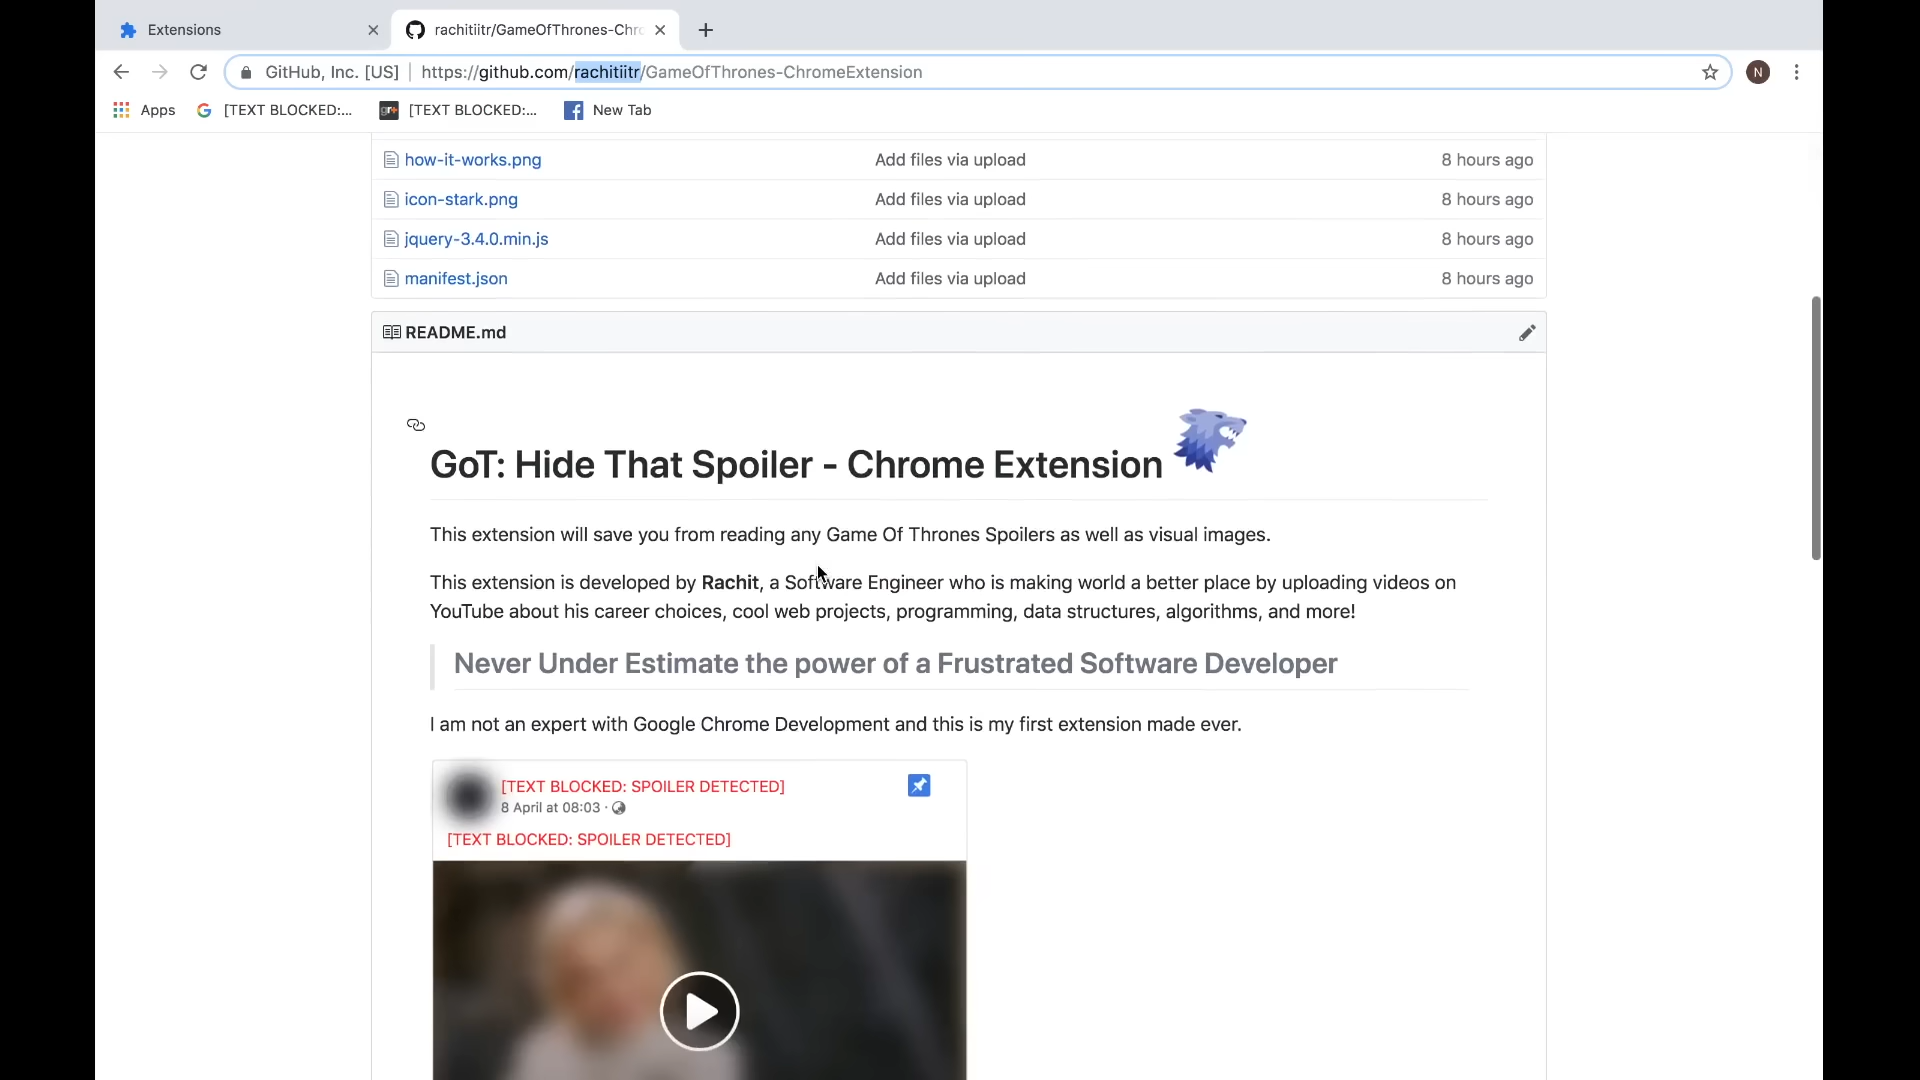 Extensions
rachitiitr/GameOfThrones-Chro
GitHub, Inc. [US] | https://github.com/rachitiitr/GameOfThrones-ChromeExtension
N
Apps [TEXT BLOCKED:... gr+ [TEXT BLOCKED:... New Tab
how-it-works.png Add files via upload 8 hours ago
icon-stark.png Add files via upload 8 hours ago
jquery-3.4.0.min.js Add files via upload 8 hours ago
manifest.json Add files via upload 8 hours ago
README.md
GoT: Hide That Spoiler - Chrome Extension
This extension will save you from reading any Game Of Thrones Spoilers as well as visual images.
This extension is developed by Rachit, a Software Engineer who is making world a better place by uploading videos on
YouTube about his career choices, cool web projects, programming, data structures, algorithms, and more!
Never Under Estimate the power of a Frustrated Software Developer
I am not an expert with Google Chrome Development and this is my first extension made ever.
[TEXT BLOCKED: SPOILER DETECTED]
8 April at 08:03 ·
[TEXT BLOCKED: SPOILER DETECTED]